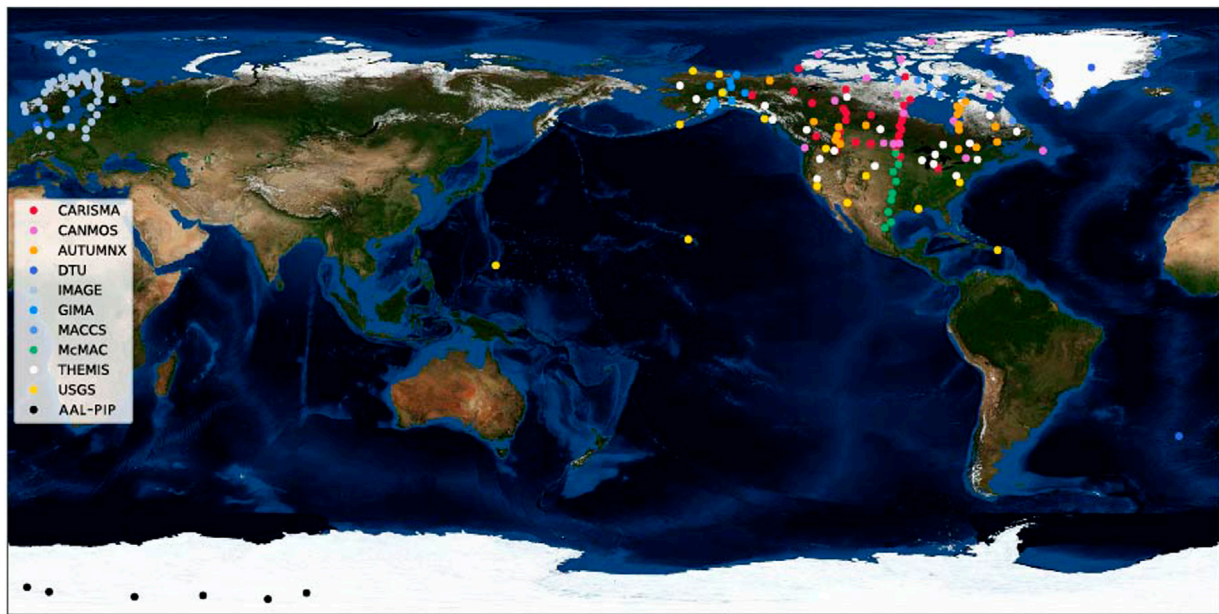 CARISMA
CANMOS
AUTUMNX
DTU
IMAGE
GIMA
MACCS
McMAC
THEMIS
USGS
AAL-PIP